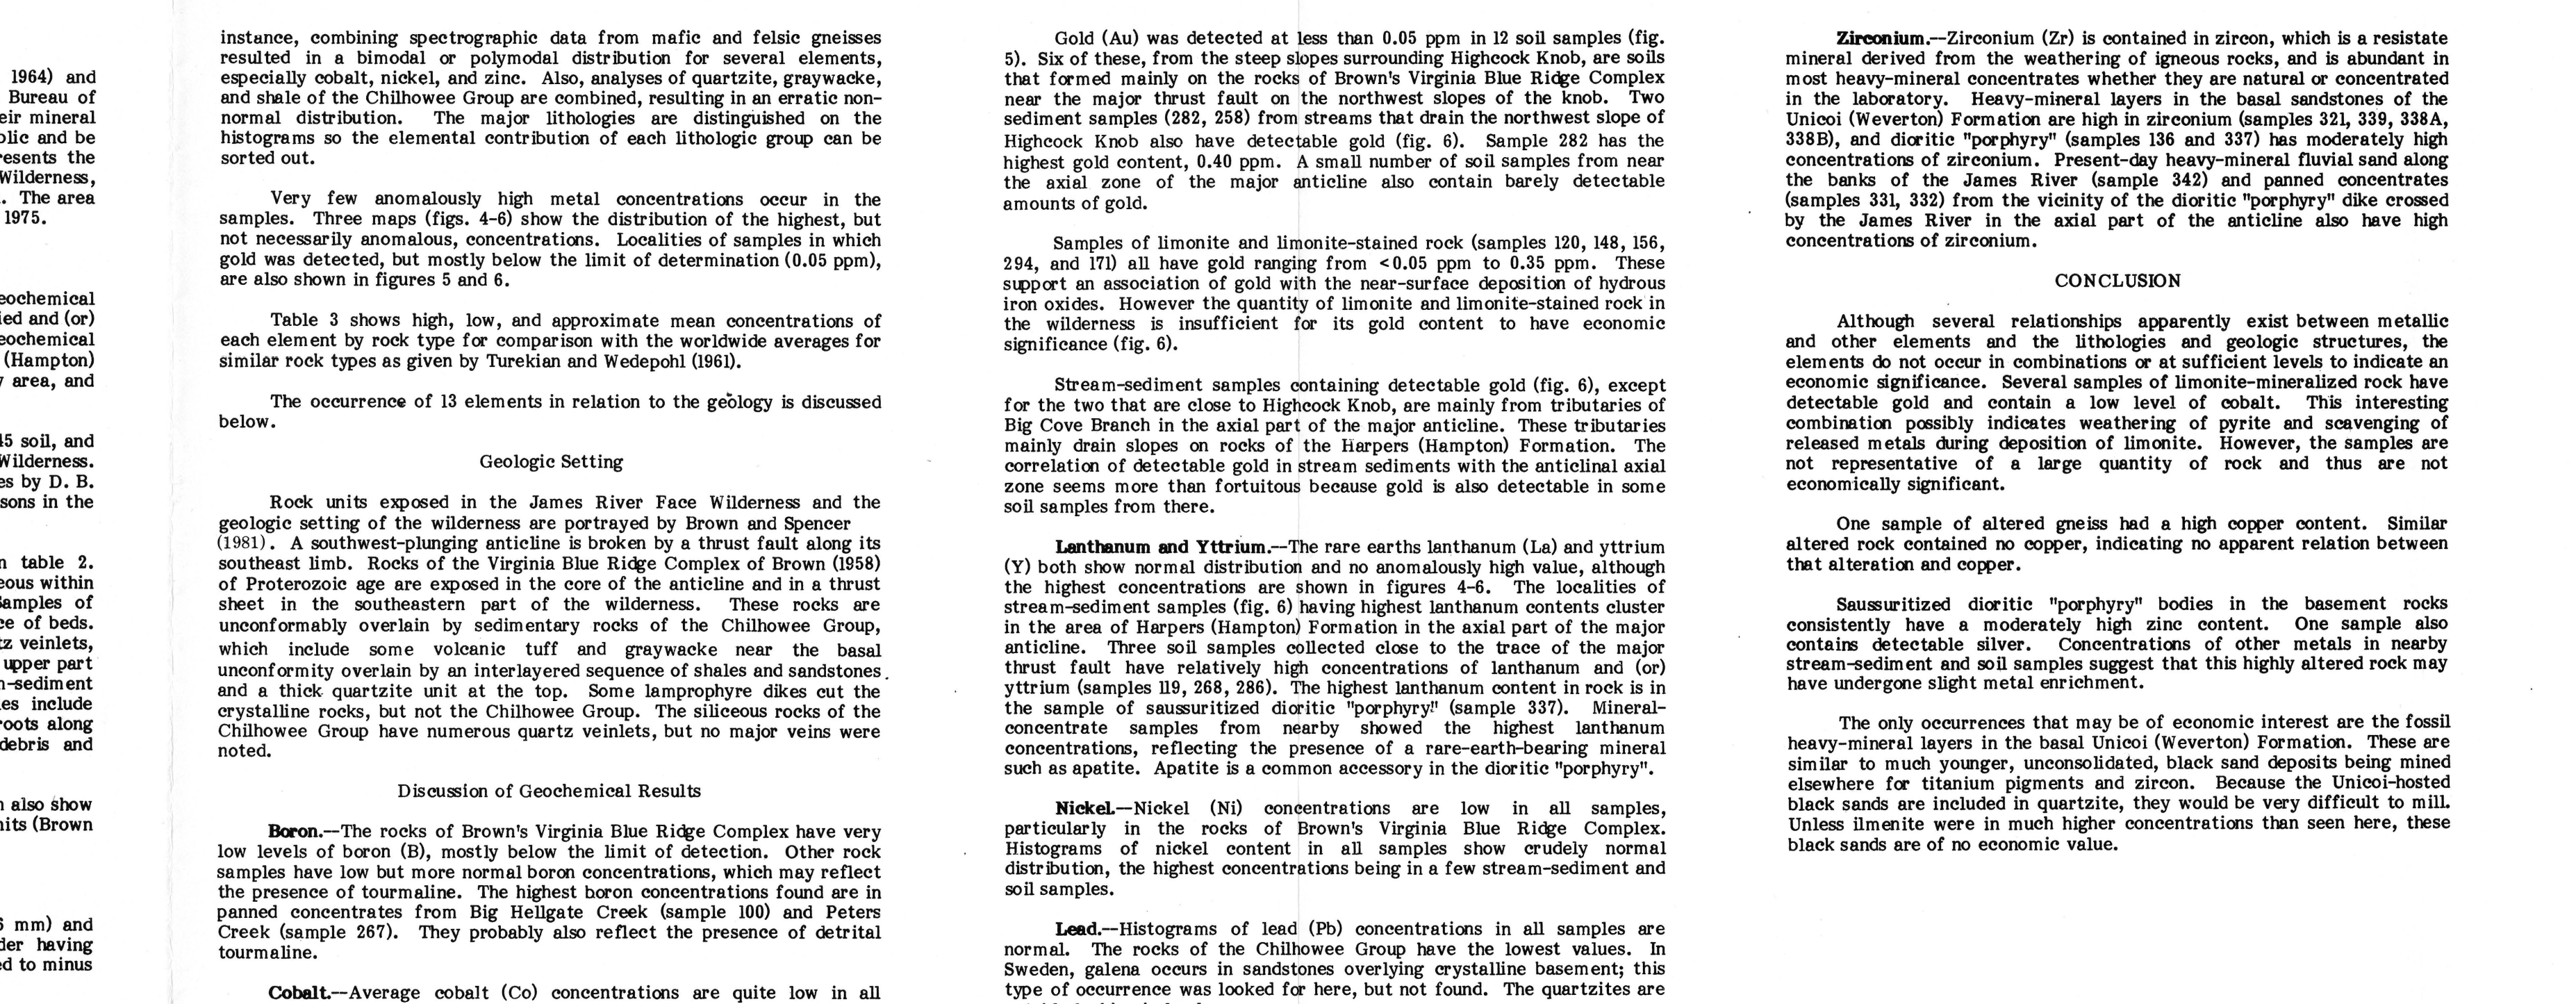 1964) and
Bureau of
mineral
and be
the
Wilderness,
. The area
1975.
(or)
(Hampton)
area, and
soil, and
Wilderness.
by D. B.
in the
table 2.
within
of
of beds.
veinlets,
upper part
include
along
debris and
also show
(Brown
mm) and
having
to minus
instance, combining spectrographic data from mafic and felsic gneisses
resulted in a bimodal or polymodal distribution for several elements,
especially cobalt, nickel, and zinc. Also, analyses of quartzite, graywacke,
and shale of the Chilhowee Group are combined, resulting in an erratic non-
normal distribution. The major lithologies are distinguished on the
histograms so the elemental contribution of each lithologic group can be
sorted out.
Very few anomalously high metal concentrations occur in the
samples. Three maps (figs. 4-6) show the distribution of the highest, but
not necessarily anomalous, concentrations. Localities of samples in which
gold was detected, but mostly below the limit of determination (0.05 ppm),
are also shown in figures 5 and 6.
Table 3 shows high, low, and approximate mean concentrations of
each element by rock type for comparison with the worldwide averages for
similar rock types as given by Turekian and Wedepohl (1961).
The occurrence of 13 elements in relation to the geology is discussed
below.
Geologic Setting
Rock units exposed in the James River Face Wilderness and the
geologic setting of the wilderness are portrayed by Brown and Spencer
(1981). A southwest-plunging anticline is broken by a thrust fault along its
southeast limb. Rocks of the Virginia Blue Ridge Complex of Brown (1958)
of Proterozoic age are exposed in the core of the anticline and in a thrust
sheet in the southeastern part of the wilderness. These rocks are
unconformably overlain by sedimentary rocks of the Chilhowee Group,
which include some volcanic tuff and graywacke near the basal
unconformity overlain by an interlayered sequence of shales and sandstones
and a thick quartzite unit at the top. Some lamprophyre dikes cut the
crystalline rocks, but not the Chilhowee Group. The siliceous rocks of the
Chilhowee Group have numerous quartz veinlets, but no major veins were
noted.
Discussion of Geochemical Results
Boron.--The rocks of Brown's Virginia Blue Ridge Complex have very
low levels of boron (B), mostly below the limit of detection. Other rock
samples have low but more normal boron concentrations, which may reflect
the presence of tourmaline. The highest boron concentrations found are in
panned concentrates from Big Hellgate Creek (sample 100) and Peters
Creek (sample 267). They probably also reflect the presence of detrital
tourmaline.
Cobalt.--Average cobalt (Co) concentrations are quite low in all
Gold (Au) was detected at less than 0.05 ppm in 12 soil samples (fig.
5). Six of these, from the steep slopes surrounding Highcock Knob, are soils
that formed mainly on the rocks of Brown's Virginia Blue Ridge Complex
near the major thrust fault on the northwest slopes of the knob. Two
sediment samples (282, 258) from streams that drain the northwest slope of
Highcock Knob also have detectable gold (fig. 6). Sample 282 has the
highest gold content, 0.40 ppm. A small number of soil samples from near
the axial zone of the major anticline also contain barely detectable
amounts of gold.
Samples of limonite and limonite-stained rock (samples 120, 148, 156,
294, and 171) all have gold ranging from <0.05 ppm to 0.35 ppm. These
support an association of gold with the near-surface deposition of hydrous
iron oxides. However the quantity of limonite and limonite-stained rock in
the wilderness is insufficient for its gold content to have economic
significance (fig. 6).
Stream-sediment samples containing detectable gold (fig. 6), except
for the two that are close to Highcock Knob, are mainly from tributaries of
Big Cove Branch in the axial part of the major anticline. These tributaries
mainly drain slopes on rocks of the Harpers (Hampton) Formation. The
correlation of detectable gold in stream sediments with the anticlinal axial
zone seems more than fortuitous because gold is also detectable in some
soil samples from there.
Lanthanum and Yttrium.--The rare earths lanthanum (La) and yttrium
(Y) both show normal distribution and no anomalously high value, although
the highest concentrations are shown in figures 4-6. The localities of
stream-sediment samples (fig. 6) having highest lanthanum contents cluster
in the area of Harpers (Hampton) Formation in the axial part of the major
anticline. Three soil samples collected close to the trace of the major
thrust fault have relatively high concentrations of lanthanum and (or)
yttrium (samples 119, 268, 286). The highest lanthanum content in rock is in
the sample of saussuritized dioritic "porphyry" (sample 337). Mineral-
concentrate samples from nearby showed the highest lanthanum
concentrations, reflecting the presence of a rare-earth-bearing mineral
such as apatite. Apatite is a common accessory in the dioritic "porphyry".
Nickel.--Nickel (Ni) concentrations are low in all samples,
particularly in the rocks of Brown's Virginia Blue Ridge Complex.
Histograms of nickel content in all samples show crudely normal
distribution, the highest concentrations being in a few stream-sediment and
soil samples.
Lead.--Histograms of lead (Pb) concentrations in all samples are
normal. The rocks of the Chilhowee Group have the lowest values. In
Sweden, galena occurs in sandstones overlying crystalline basement; this
type of occurrence was looked for here, but not found. The quartzites are
Zirconium.--Zirconium (Zr) is contained in zircon, which is a resistate
mineral derived from the weathering of igneous rocks, and is abundant in
most heavy-mineral concentrates whether they are natural or concentrated
in the laboratory. Heavy-mineral layers in the basal sandstones of the
Unicoi (Weverton) Formation are high in zirconium (samples 321, 339, 338A,
338B), and dioritic "porphyry" (samples 136 and 337) has moderately high
concentrations of zirconium. Present-day heavy-mineral fluvial sand along
the banks of the James River (sample 342) and panned concentrates
(samples 331, 332) from the vicinity of the dioritic "porphyry" dike crossed
by the James River in the axial part of the anticline also have high
concentrations of zirconium.
CONCLUSION
Although several relationships apparently exist between metallic
and other elements and the lithologies and geologic structures, the
elements do not occur in combinations or at sufficient levels to indicate an
economic significance. Several samples of limonite-mineralized rock have
detectable gold and contain a low level of cobalt. This interesting
combination possibly indicates weathering of pyrite and scavenging of
released metals during deposition of limonite. However, the samples are
not representative of a large quantity of rock and thus are not
economically significant.
One sample of altered gneiss had a high copper content. Similar
altered rock contained no copper, indicating no apparent relation between
that alteration and copper.
Saussuritized dioritic "porphyry" bodies in the basement rocks
consistently have a moderately high zinc content. One sample also
contains detectable silver. Concentrations of other metals in nearby
stream-sediment and soil samples suggest that this highly altered rock may
have undergone slight metal enrichment.
The only occurrences that may be of economic interest are the fossil
heavy-mineral layers in the basal Unicoi (Weverton) Formation. These are
similar to much younger, unconsolidated, black sand deposits being mined
elsewhere for titanium pigments and zircon. Because the Unicoi-hosted
black sands are included in quartzite, they would be very difficult to mill.
Unless ilmenite were in much higher concentrations than seen here, these
black sands are of no economic value.